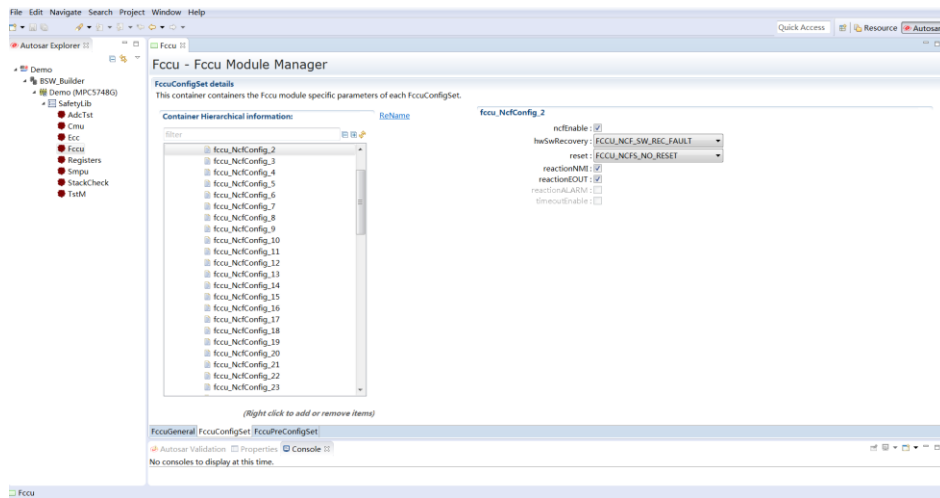 File Edit Navigate Search Project Window Help
Quick Access
Resource
Autosar
Autosar Explorer
Fccu
Demo
BSW_Builder
Demo (MPC5748G)
SafetyLib
AdcTst
Cmu
Ecc
Fccu
Registers
Smpu
StackCheck
TstM
Fccu - Fccu Module Manager
FccuConfigSet details
This container containers the Fccu module specific parameters of each FccuConfigSet.
Container Hierarchical information:
ReName
filter
fccu_NcfConfig_2
fccu_NcfConfig_3
fccu_NcfConfig_4
fccu_NcfConfig_5
fccu_NcfConfig_6
fccu_NcfConfig_7
fccu_NcfConfig_8
fccu_NcfConfig_9
fccu_NcfConfig_10
fccu_NcfConfig_11
fccu_NcfConfig_12
fccu_NcfConfig_13
fccu_NcfConfig_14
fccu_NcfConfig_15
fccu_NcfConfig_16
fccu_NcfConfig_17
fccu_NcfConfig_18
fccu_NcfConfig_19
fccu_NcfConfig_20
fccu_NcfConfig_21
fccu_NcfConfig_22
fccu_NcfConfig_23
(Right click to add or remove items)
fccu_NcfConfig_2
ncfEnable :
hwSwRecovery : FCCU_NCF_SW_REC_FAULT
reset : FCCU_NCFS_NO_RESET
reactionNMI :
reactionEOUT :
reactionALARM :
timeoutEnable :
FccuGeneral FccuConfigSet FccuPreConfigSet
Autosar Validation Properties Console
No consoles to display at this time.
Fccu